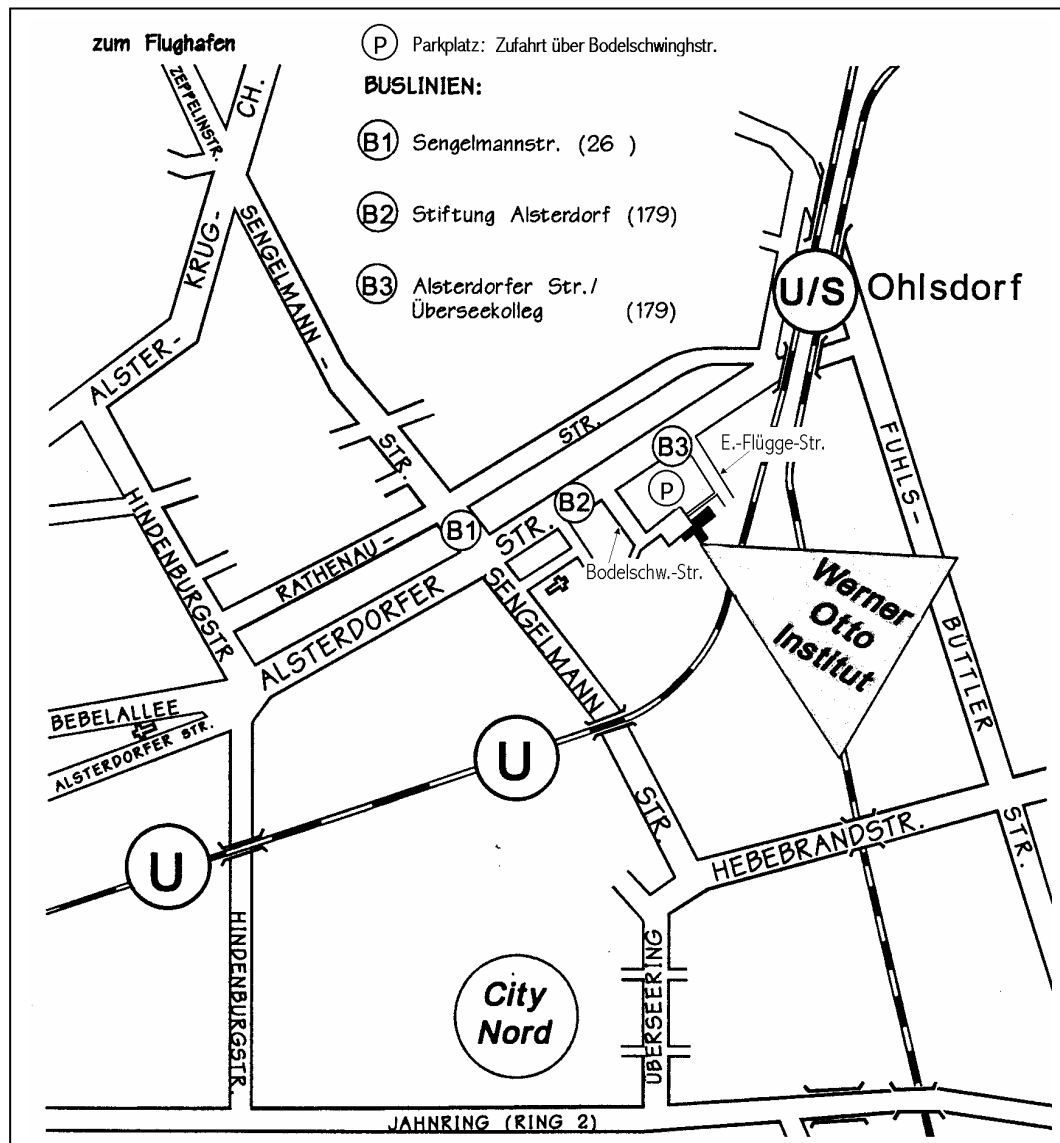 zum Flughafen
P Parkplatz: Zufahrt über Bodelschwinghstr.
BUSLINIEN:
B1 Sengelmannstr. (26 )
B2 Stiftung Alsterdorf (179)
B3 Alsterdorfer Str./
Überseekolleg (179)
ZEPPELINSTR.
ALSTER-
KRUG-
CH.
SENGELMANN-
STR.
U/S Ohlsdorf
STR.
B3
E.-Flügge-Str.
P
B2
B1
FUHLS-
HINDENBURGSTR
RATHENAU-
STR.
Bodelschw.-Str.
ALSTERDORFER
SENGELMANN
Werner
Otto
Institut
BÜTTLER
BEBELALLEE
ALSTERDORFER STR.
U
STR.
HEBEBRANDSTR.
STR.
U
HINDENBURGSTR.
City
Nord
ÜBERSEERING
JAHNRING (RING 2)